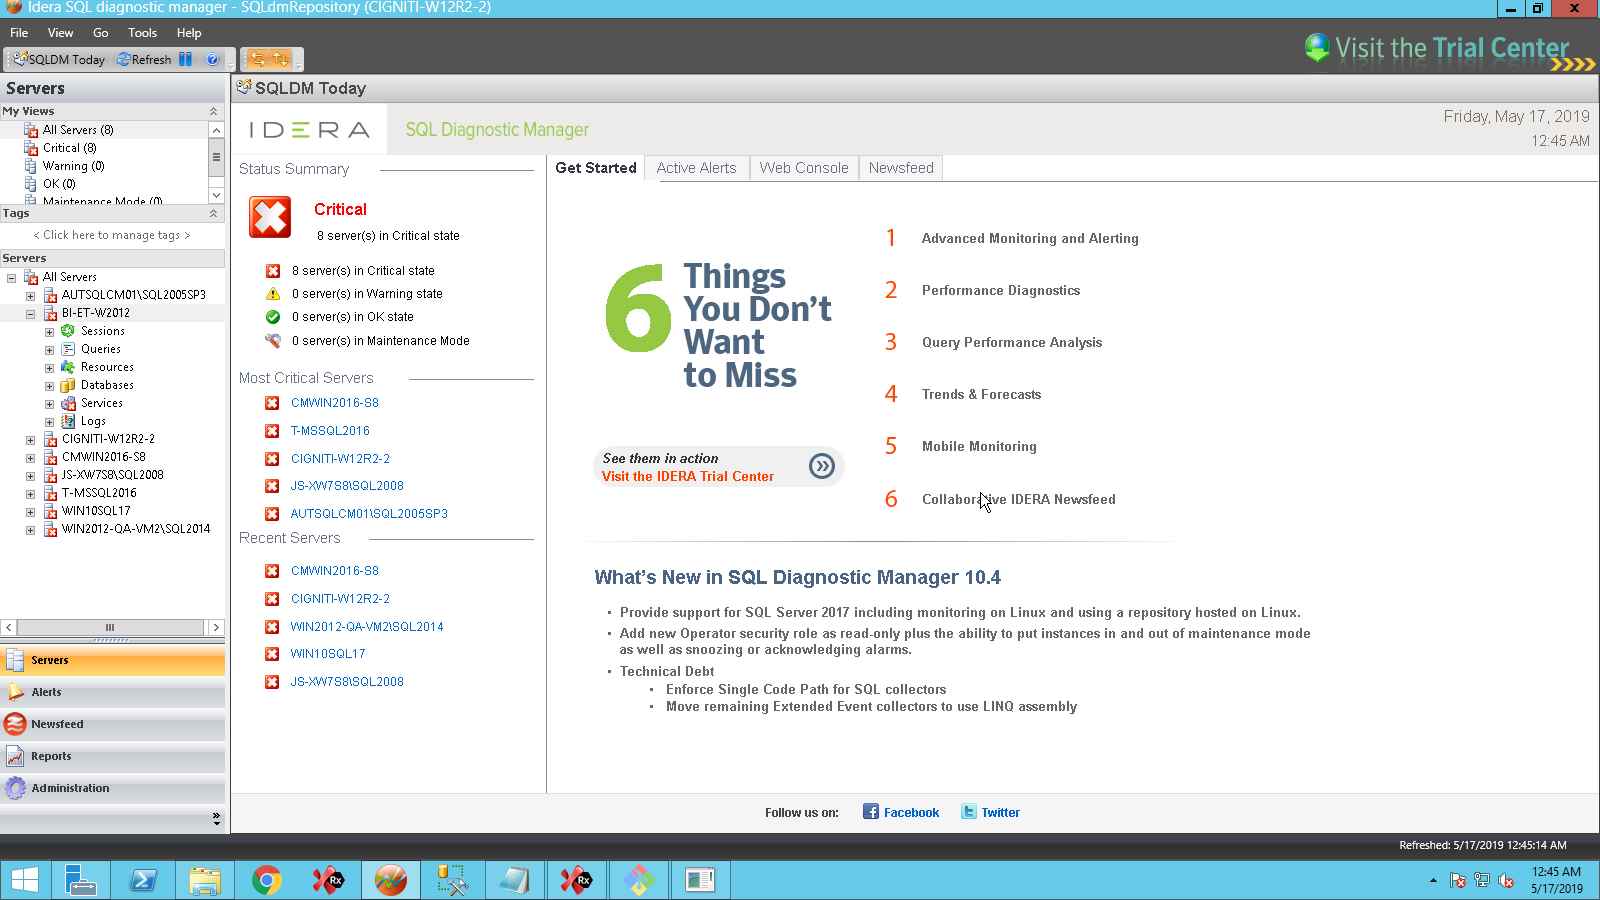 Idera SQL diagnostic manager - SQLdmRepository (CIGNITI-W12R2-2)
File View Go Tools Help
SQLDM Today Refresh
Visit the Trial Center
Servers
My Views
All Servers (8)
Critical (8)
Warning (0)
OK (0)
Maintenance Mode (0)
Tags
< Click here to manage tags >
Servers
All Servers
AUTSQLCM01\SQL2005SP3
BI-ET-W2012
Sessions
Queries
Resources
Databases
Services
Logs
CIGNITI-W12R2-2
CMWIN2016-S8
JS-XW7S8\SQL2008
T-MSSQL2016
WIN10SQL17
WIN2012-QA-VM2\SQL2014
Servers
Alerts
Newsfeed
Reports
Administration
SQLDM Today
IDERA SQL Diagnostic Manager
Friday, May 17, 2019
12:45 AM
Status Summary
Critical
8 server(s) in Critical state
8 server(s) in Critical state
0 server(s) in Warning state
0 server(s) in OK state
0 server(s) in Maintenance Mode
Most Critical Servers
CMWIN2016-S8
T-MSSQL2016
CIGNITI-W12R2-2
JS-XW7S8\SQL2008
AUTSQLCM01\SQL2005SP3
Recent Servers
CMWIN2016-S8
CIGNITI-W12R2-2
WIN2012-QA-VM2\SQL2014
WIN10SQL17
JS-XW7S8\SQL2008
Get Started Active Alerts Web Console Newsfeed
6 Things
You Don't
Want
to Miss
See them in action
Visit the IDERA Trial Center
1 Advanced Monitoring and Alerting
2 Performance Diagnostics
3 Query Performance Analysis
4 Trends & Forecasts
5 Mobile Monitoring
6 Collaborative IDERA Newsfeed
What's New in SQL Diagnostic Manager 10.4
• Provide support for SQL Server 2017 including monitoring on Linux and using a repository hosted on Linux.
• Add new Operator security role as read-only plus the ability to put instances in and out of maintenance mode
as well as snoozing or acknowledging alarms.
• Technical Debt
• Enforce Single Code Path for SQL collectors
• Move remaining Extended Event collectors to use LINQ assembly
Follow us on: Facebook Twitter
Refreshed: 5/17/2019 12:45:14 AM
Rx
Rx
12:45 AM
5/17/2019